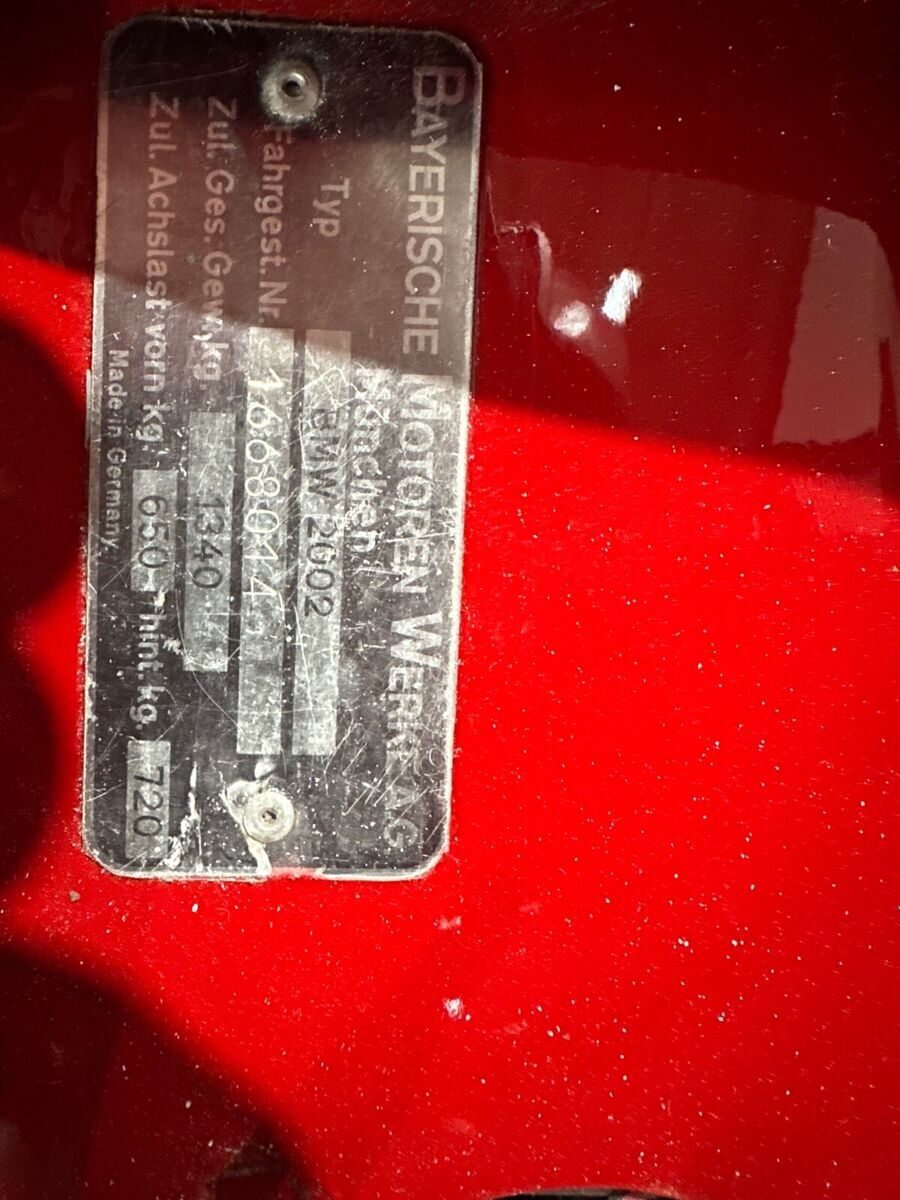 BAYERISCHE MOTOREN WERKE AG
München
Typ BMW 2002
Fahrgest. Nr. 1668014
Zul. Ges. Gew., kg. 1340
Zul. Achslast vorn kg 650 hint. kg 720
Made in Germany.